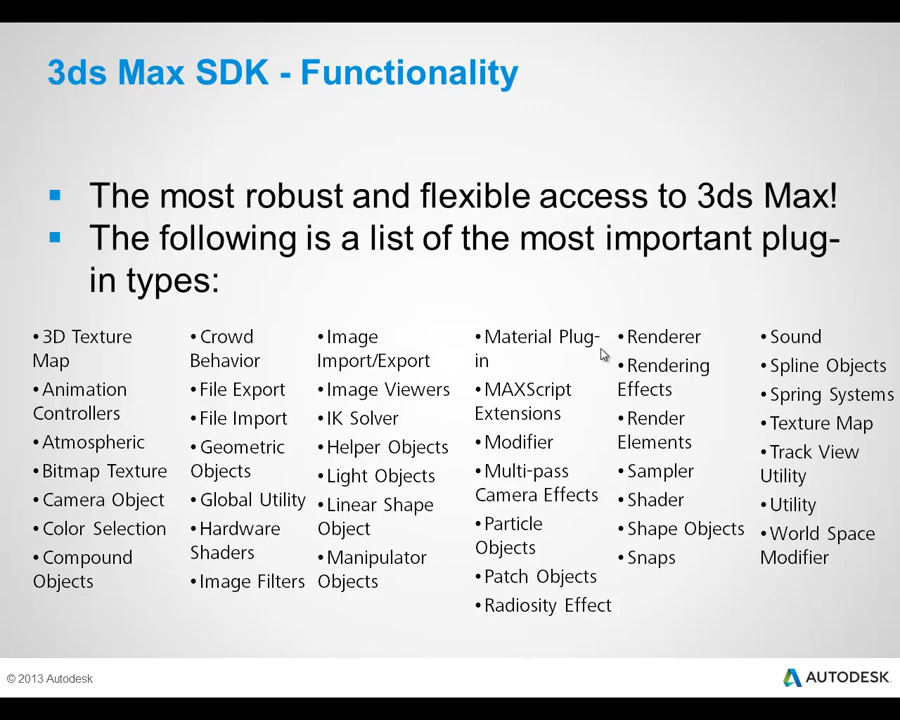 3ds Max SDK - Functionality
▪ The most robust and flexible access to 3ds Max!
▪ The following is a list of the most important plug-
in types:
•3D Texture
Map
•Animation
Controllers
•Atmospheric
•Bitmap Texture
•Camera Object
•Color Selection
•Compound
Objects
•Crowd
Behavior
•File Export
•File Import
•Geometric
Objects
•Global Utility
•Hardware
Shaders
•Image Filters
•Image
Import/Export
•Image Viewers
•IK Solver
•Helper Objects
•Light Objects
•Linear Shape
Object
•Manipulator
Objects
•Material Plug-
in
•MAXScript
Extensions
•Modifier
•Multi-pass
Camera Effects
•Particle
Objects
•Patch Objects
•Radiosity Effect
•Renderer
•Rendering
Effects
•Render
Elements
•Sampler
•Shader
•Shape Objects
•Snaps
•Sound
•Spline Objects
•Spring Systems
•Texture Map
•Track View
Utility
•Utility
•World Space
Modifier
© 2013 Autodesk
AUTODESK.